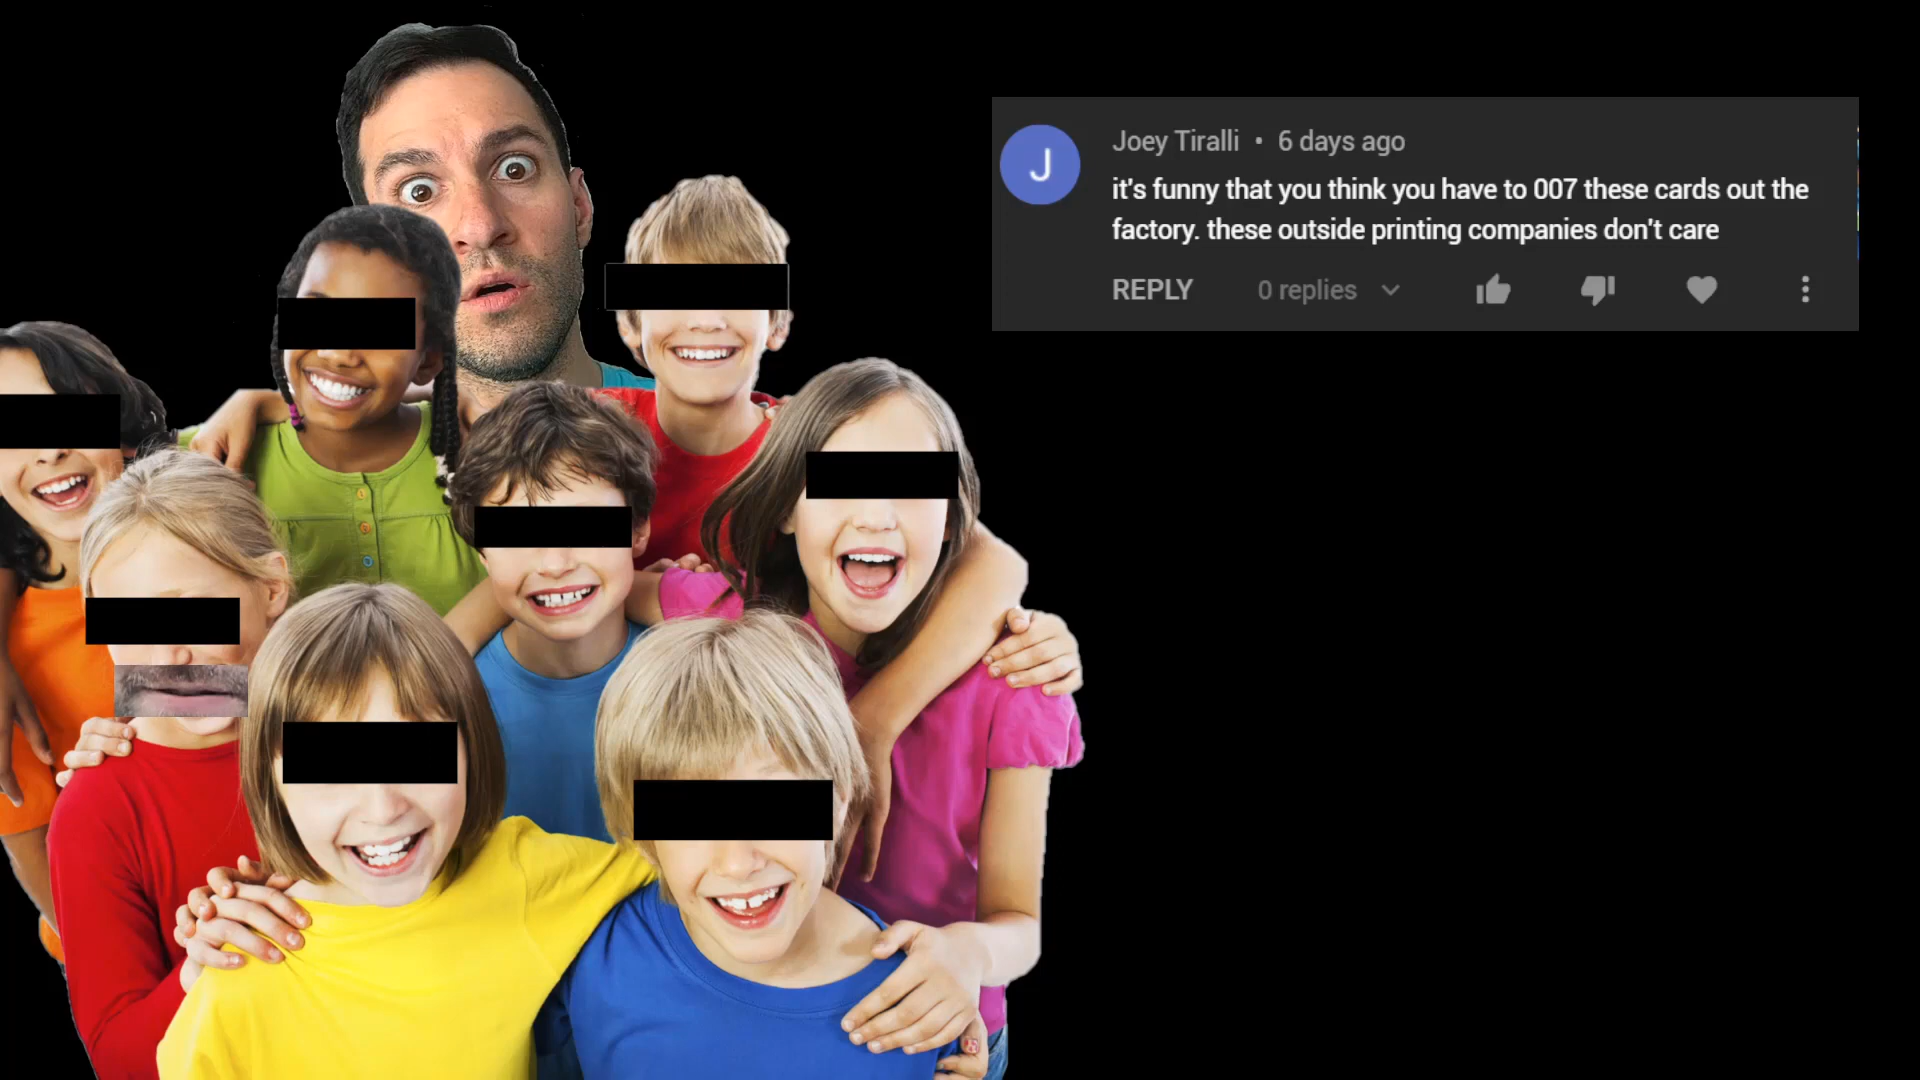 J
Joey Tiralli • 6 days ago
it's funny that you think you have to 007 these cards out the
factory. these outside printing companies don't care
REPLY 0 replies